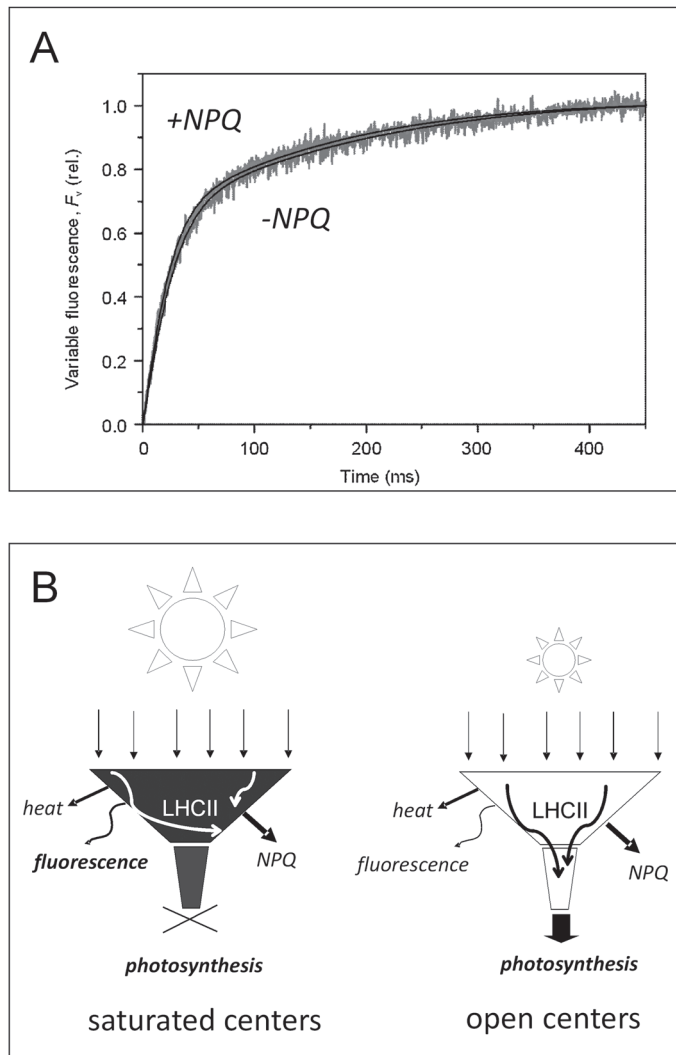 A
+NPQ
-NPQ
Variable fluorescence, Fv (rel.)
1.0
0.8
0.6
0.4
0.2
0.0
0 100 200 300 400
Time (ms)
B
LHCII
heat
fluorescence
NPQ
photosynthesis
saturated centers
LHCII
heat
fluorescence
NPQ
photosynthesis
open centers